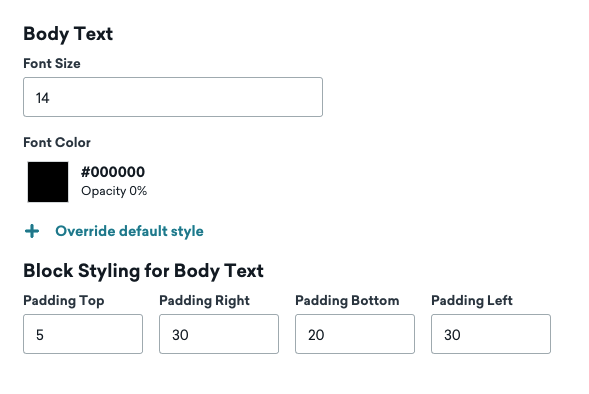 Body Text
Font Size
14
Font Color
#000000
Opacity 0%
Override default style
Block Styling for Body Text
Padding Top Padding Right Padding Bottom Padding Left
5 30 20 30